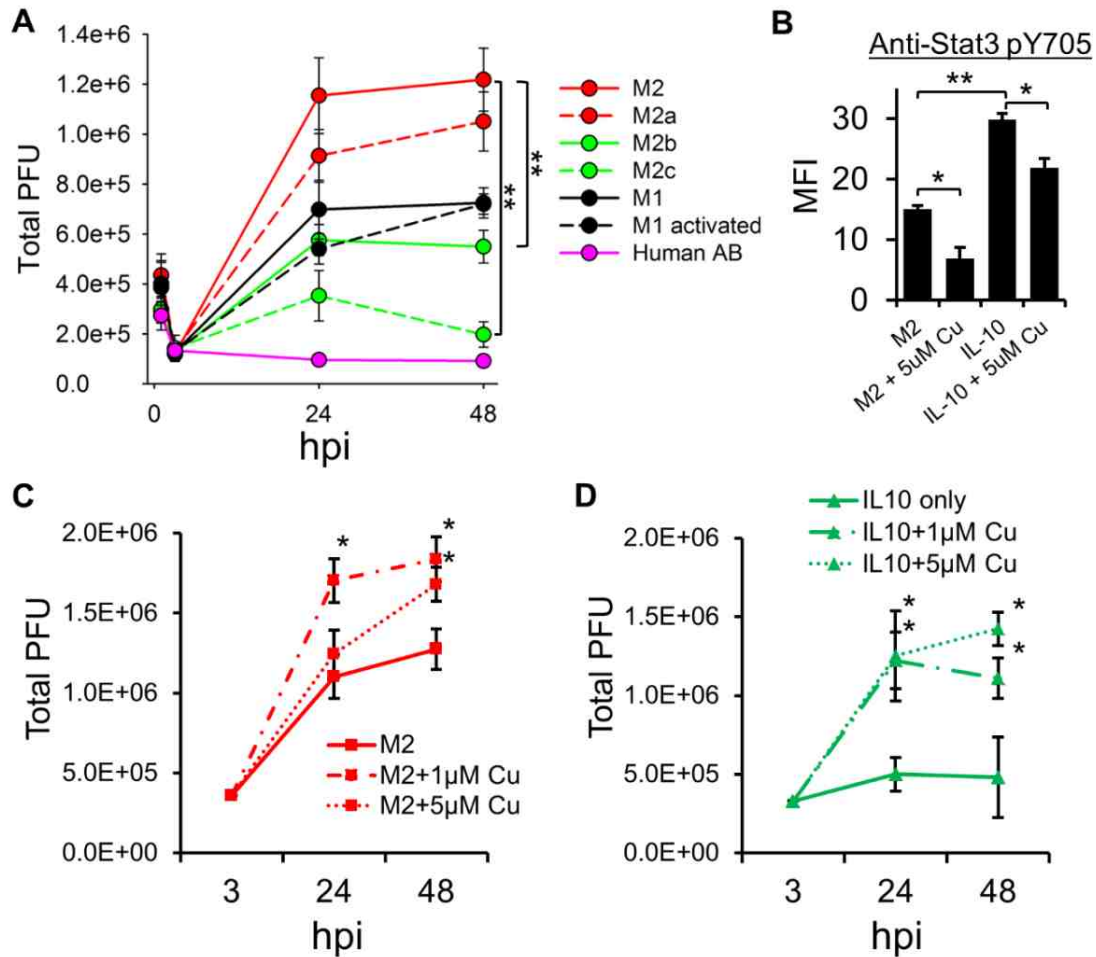 A
Total PFU
1.4e+6
1.2e+6
1.0e+6
8.0e+5
6.0e+5
4.0e+5
2.0e+5
0.0
0
24
48
hpi
**
**
M2
M2a
M2b
M2c
M1
M1 activated
Human AB
B
Anti-Stat3 pY705
**
*
*
MFI
30
20
10
0
M2
M2 + 5uM Cu
IL-10
IL-10 + 5uM Cu
C
Total PFU
2.0E+06
1.5E+06
1.0E+06
5.0E+05
0.0E+00
3
24
48
hpi
*
*
*
M2
M2+1µM Cu
M2+5µM Cu
D
IL10 only
IL10+1µM Cu
IL10+5µM Cu
Total PFU
2.0E+06
1.5E+06
1.0E+06
5.0E+05
0.0E+00
3
24
48
hpi
*
*
*
*